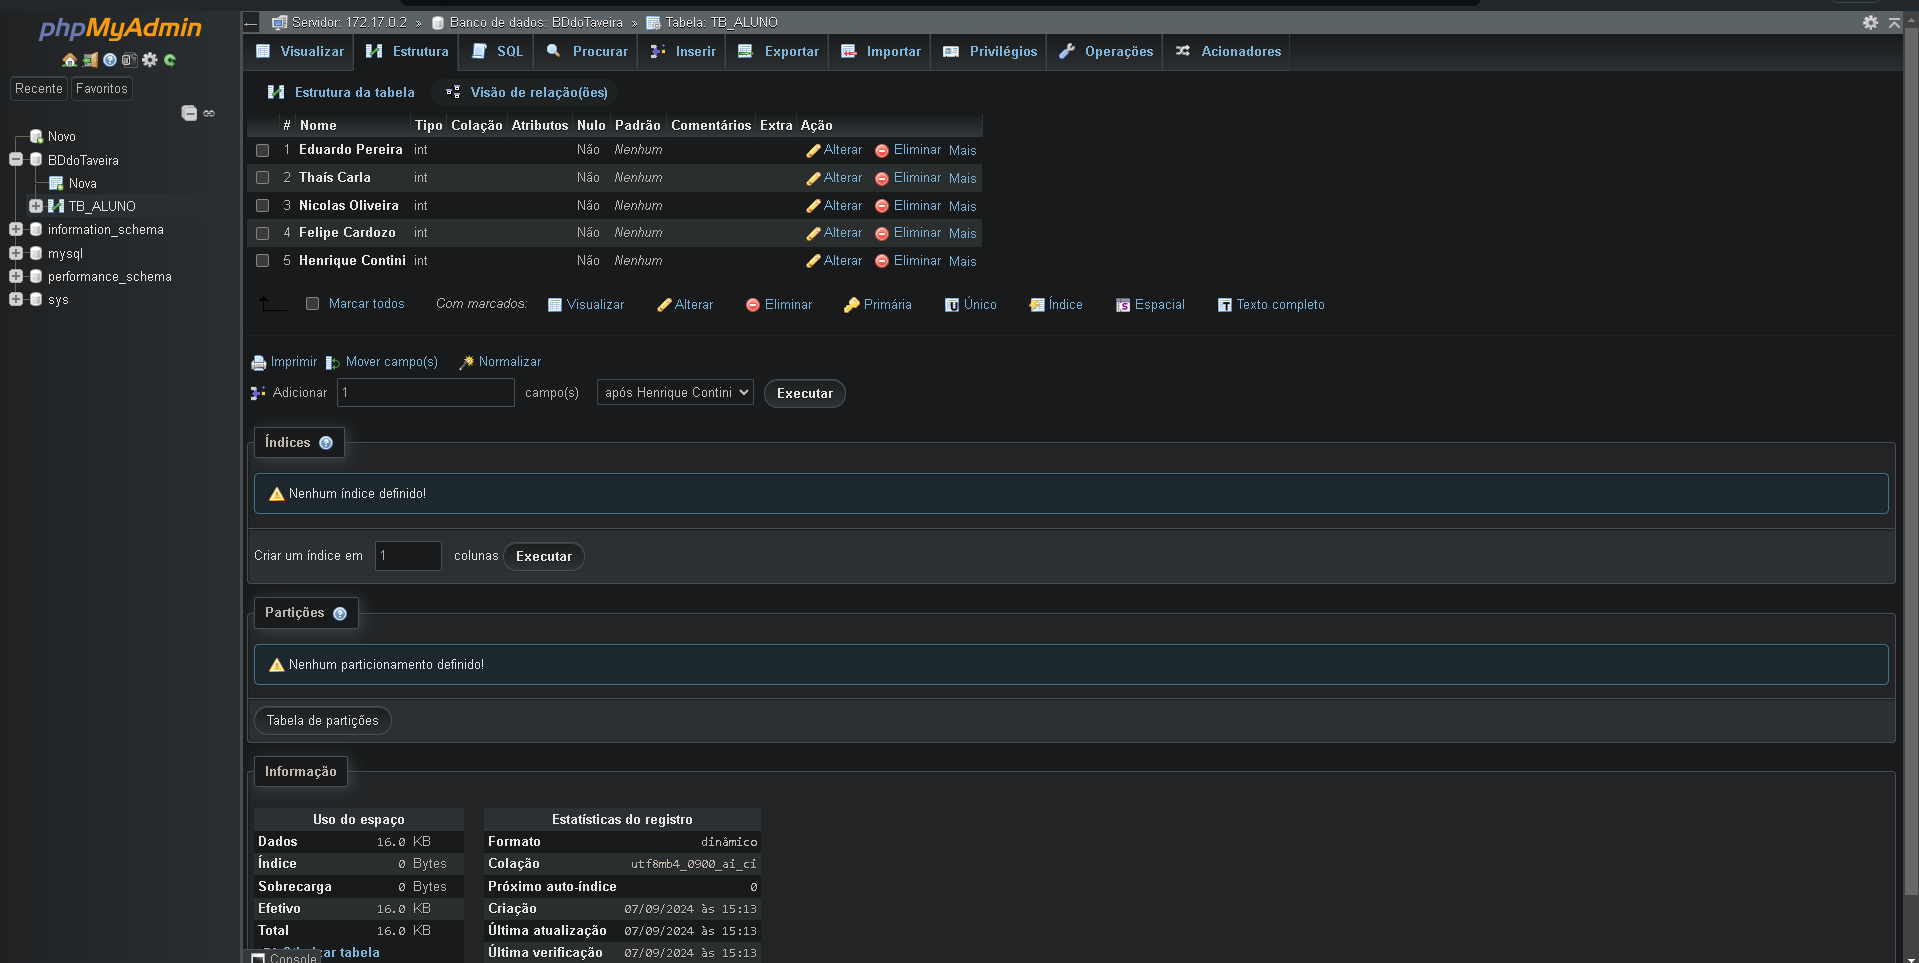 phpMyAdmin
Recente Favoritos
Novo
BDdoTaveira
Nova
TB_ALUNO
information_schema
mysql
performance_schema
sys
Servidor: 172.17.0.2 » Banco de dados: BDdoTaveira » Tabela: TB_ALUNO
Visualizar Estrutura SQL Procurar Inserir Exportar Importar Privilégios Operações Acionadores
Estrutura da tabela Visão de relação(ões)
# Nome Tipo Colação Atributos Nulo Padrão Comentários Extra Ação
1 Eduardo Pereira int Não Nenhum Alterar Eliminar Mais
2 Thaís Carla int Não Nenhum Alterar Eliminar Mais
3 Nicolas Oliveira int Não Nenhum Alterar Eliminar Mais
4 Felipe Cardozo int Não Nenhum Alterar Eliminar Mais
5 Henrique Contini int Não Nenhum Alterar Eliminar Mais
Marcar todos Com marcados: Visualizar Alterar Eliminar Primária Único Índice Espacial Texto completo
Imprimir Mover campo(s) Normalizar
Adicionar 1 campo(s) após Henrique Contini Executar
Índices
Nenhum índice definido!
Criar um índice em 1 colunas Executar
Partições
Nenhum particionamento definido!
Tabela de partições
Informação
Uso do espaço
Dados 16.0 KB
Índice 0 Bytes
Sobrecarga 0 Bytes
Efetivo 16.0 KB
Total 16.0 KB
tabela
Estatísticas do registro
Formato dinâmico
Colação utf8mb4_0900_ai_ci
Próximo auto-índice 0
Criação 07/09/2024 às 15:13
Última atualização 07/09/2024 às 15:13
Última verificação 07/09/2024 às 15:13
Console